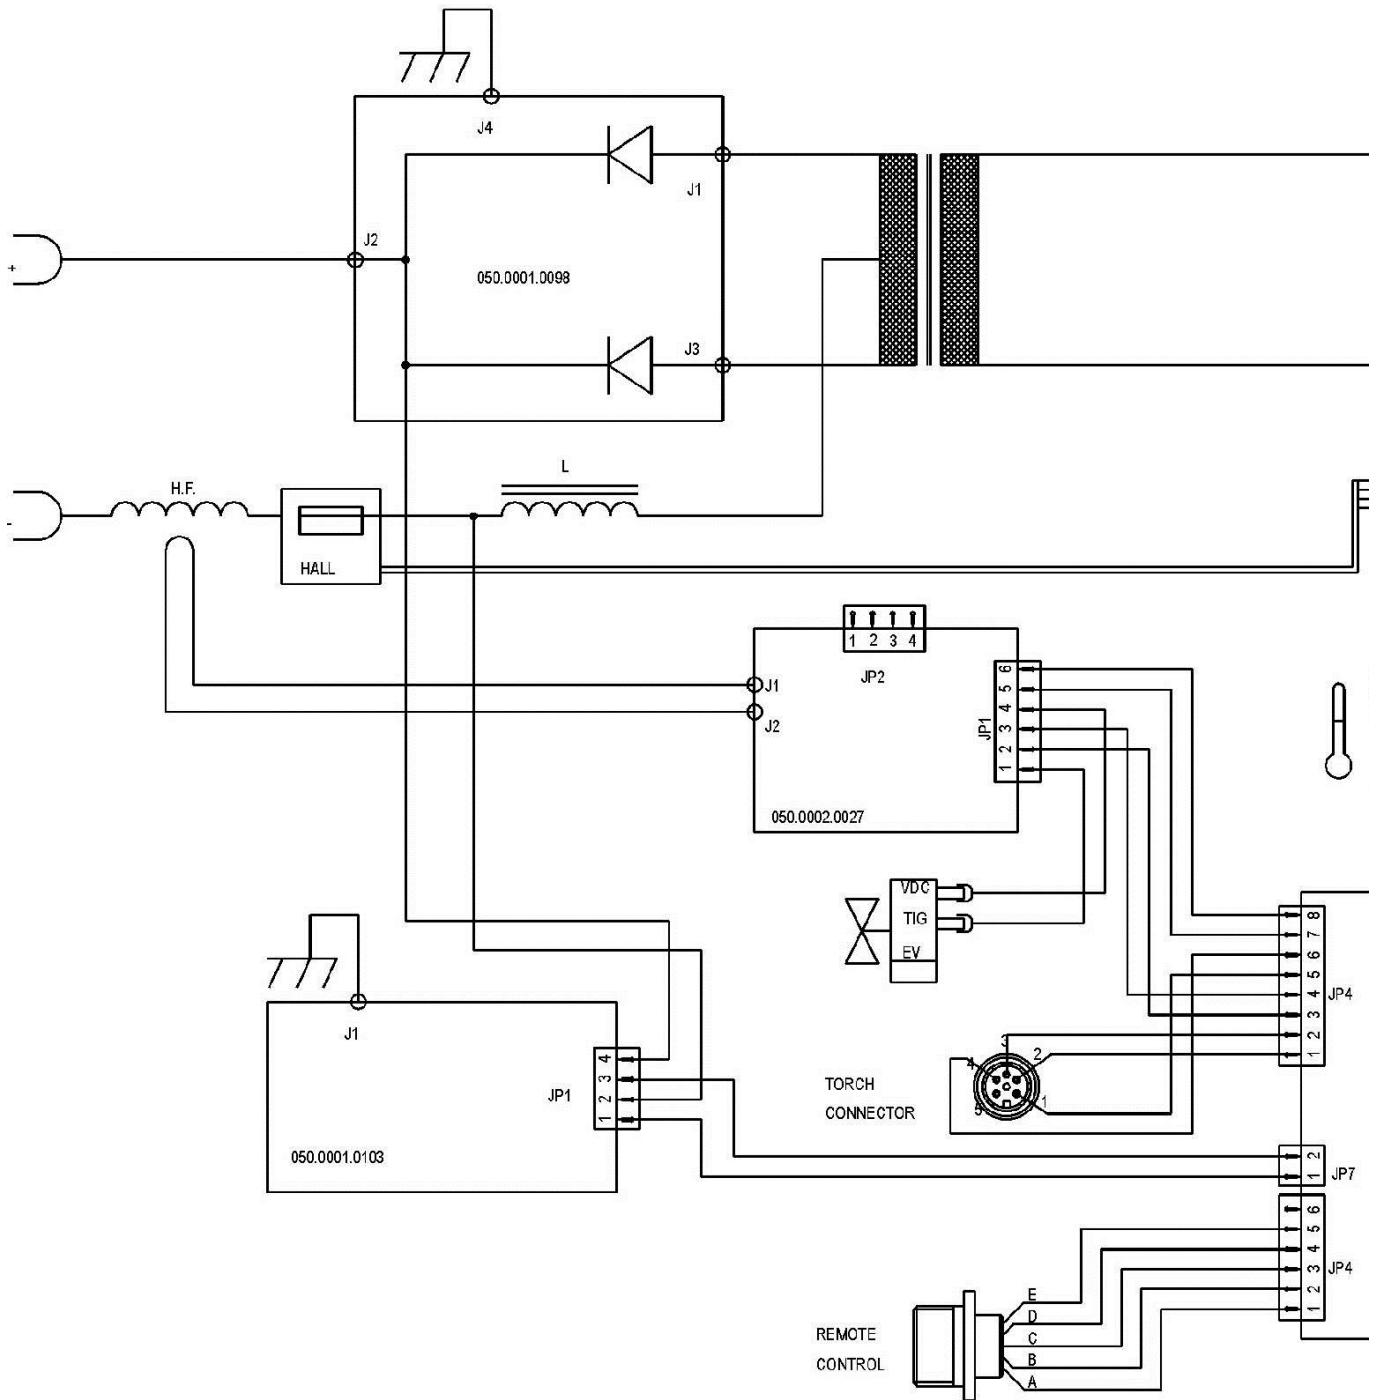 J4
J1
J2
+
050.0001.0098
J3
L
H.F.
-
HALL
1 2 3 4
JP2
J1
J2
6
5
4
3
2
1
JP1
050.0002.0027
VDC
TIG
EV
8
7
6
5
4
3
2
1
JP4
J1
4
3
2
1
JP1
050.0001.0103
3
2
4
1
5
TORCH
CONNECTOR
2
1
JP7
6
5
4
3
2
1
JP4
E
D
C
B
A
REMOTE
CONTROL